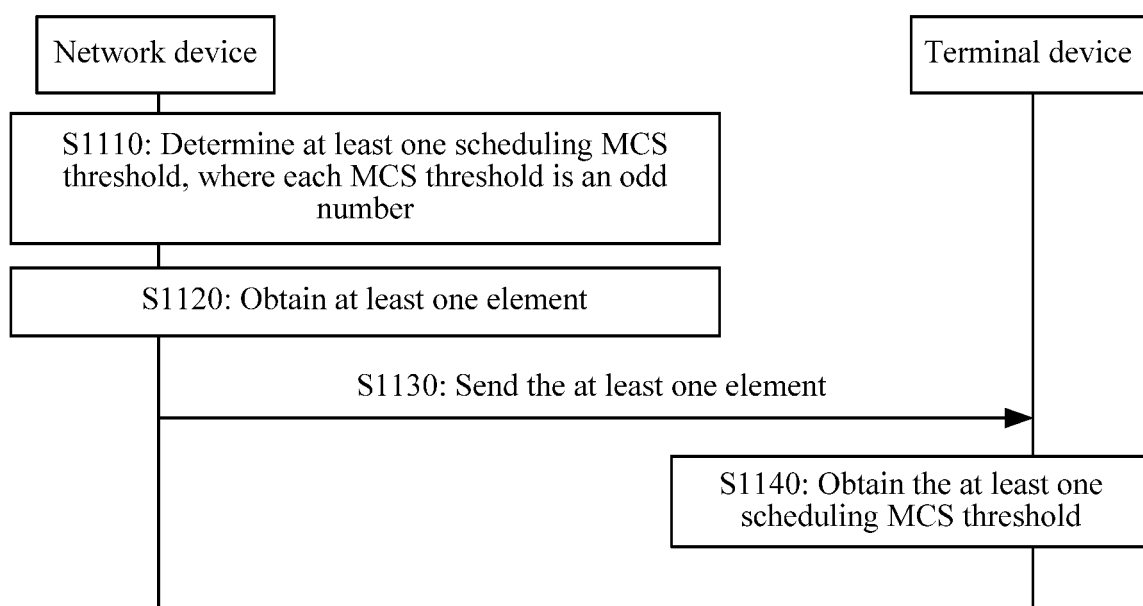 Network device
Terminal device
S1110: Determine at least one scheduling MCS
threshold, where each MCS threshold is an odd
number
S1120: Obtain at least one element
S1130: Send the at least one element
S1140: Obtain the at least one
scheduling MCS threshold